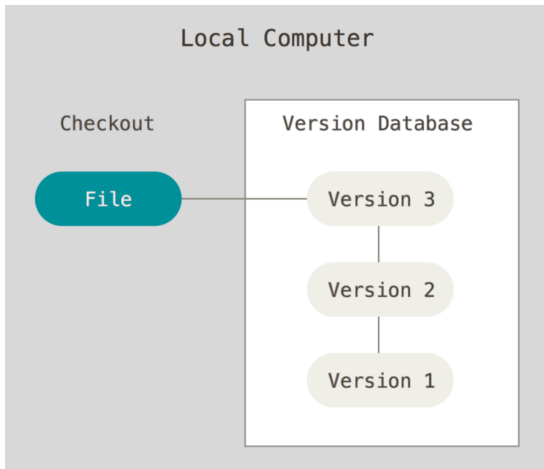 Local Computer
Checkout
Version Database
File
Version 3
Version 2
Version 1